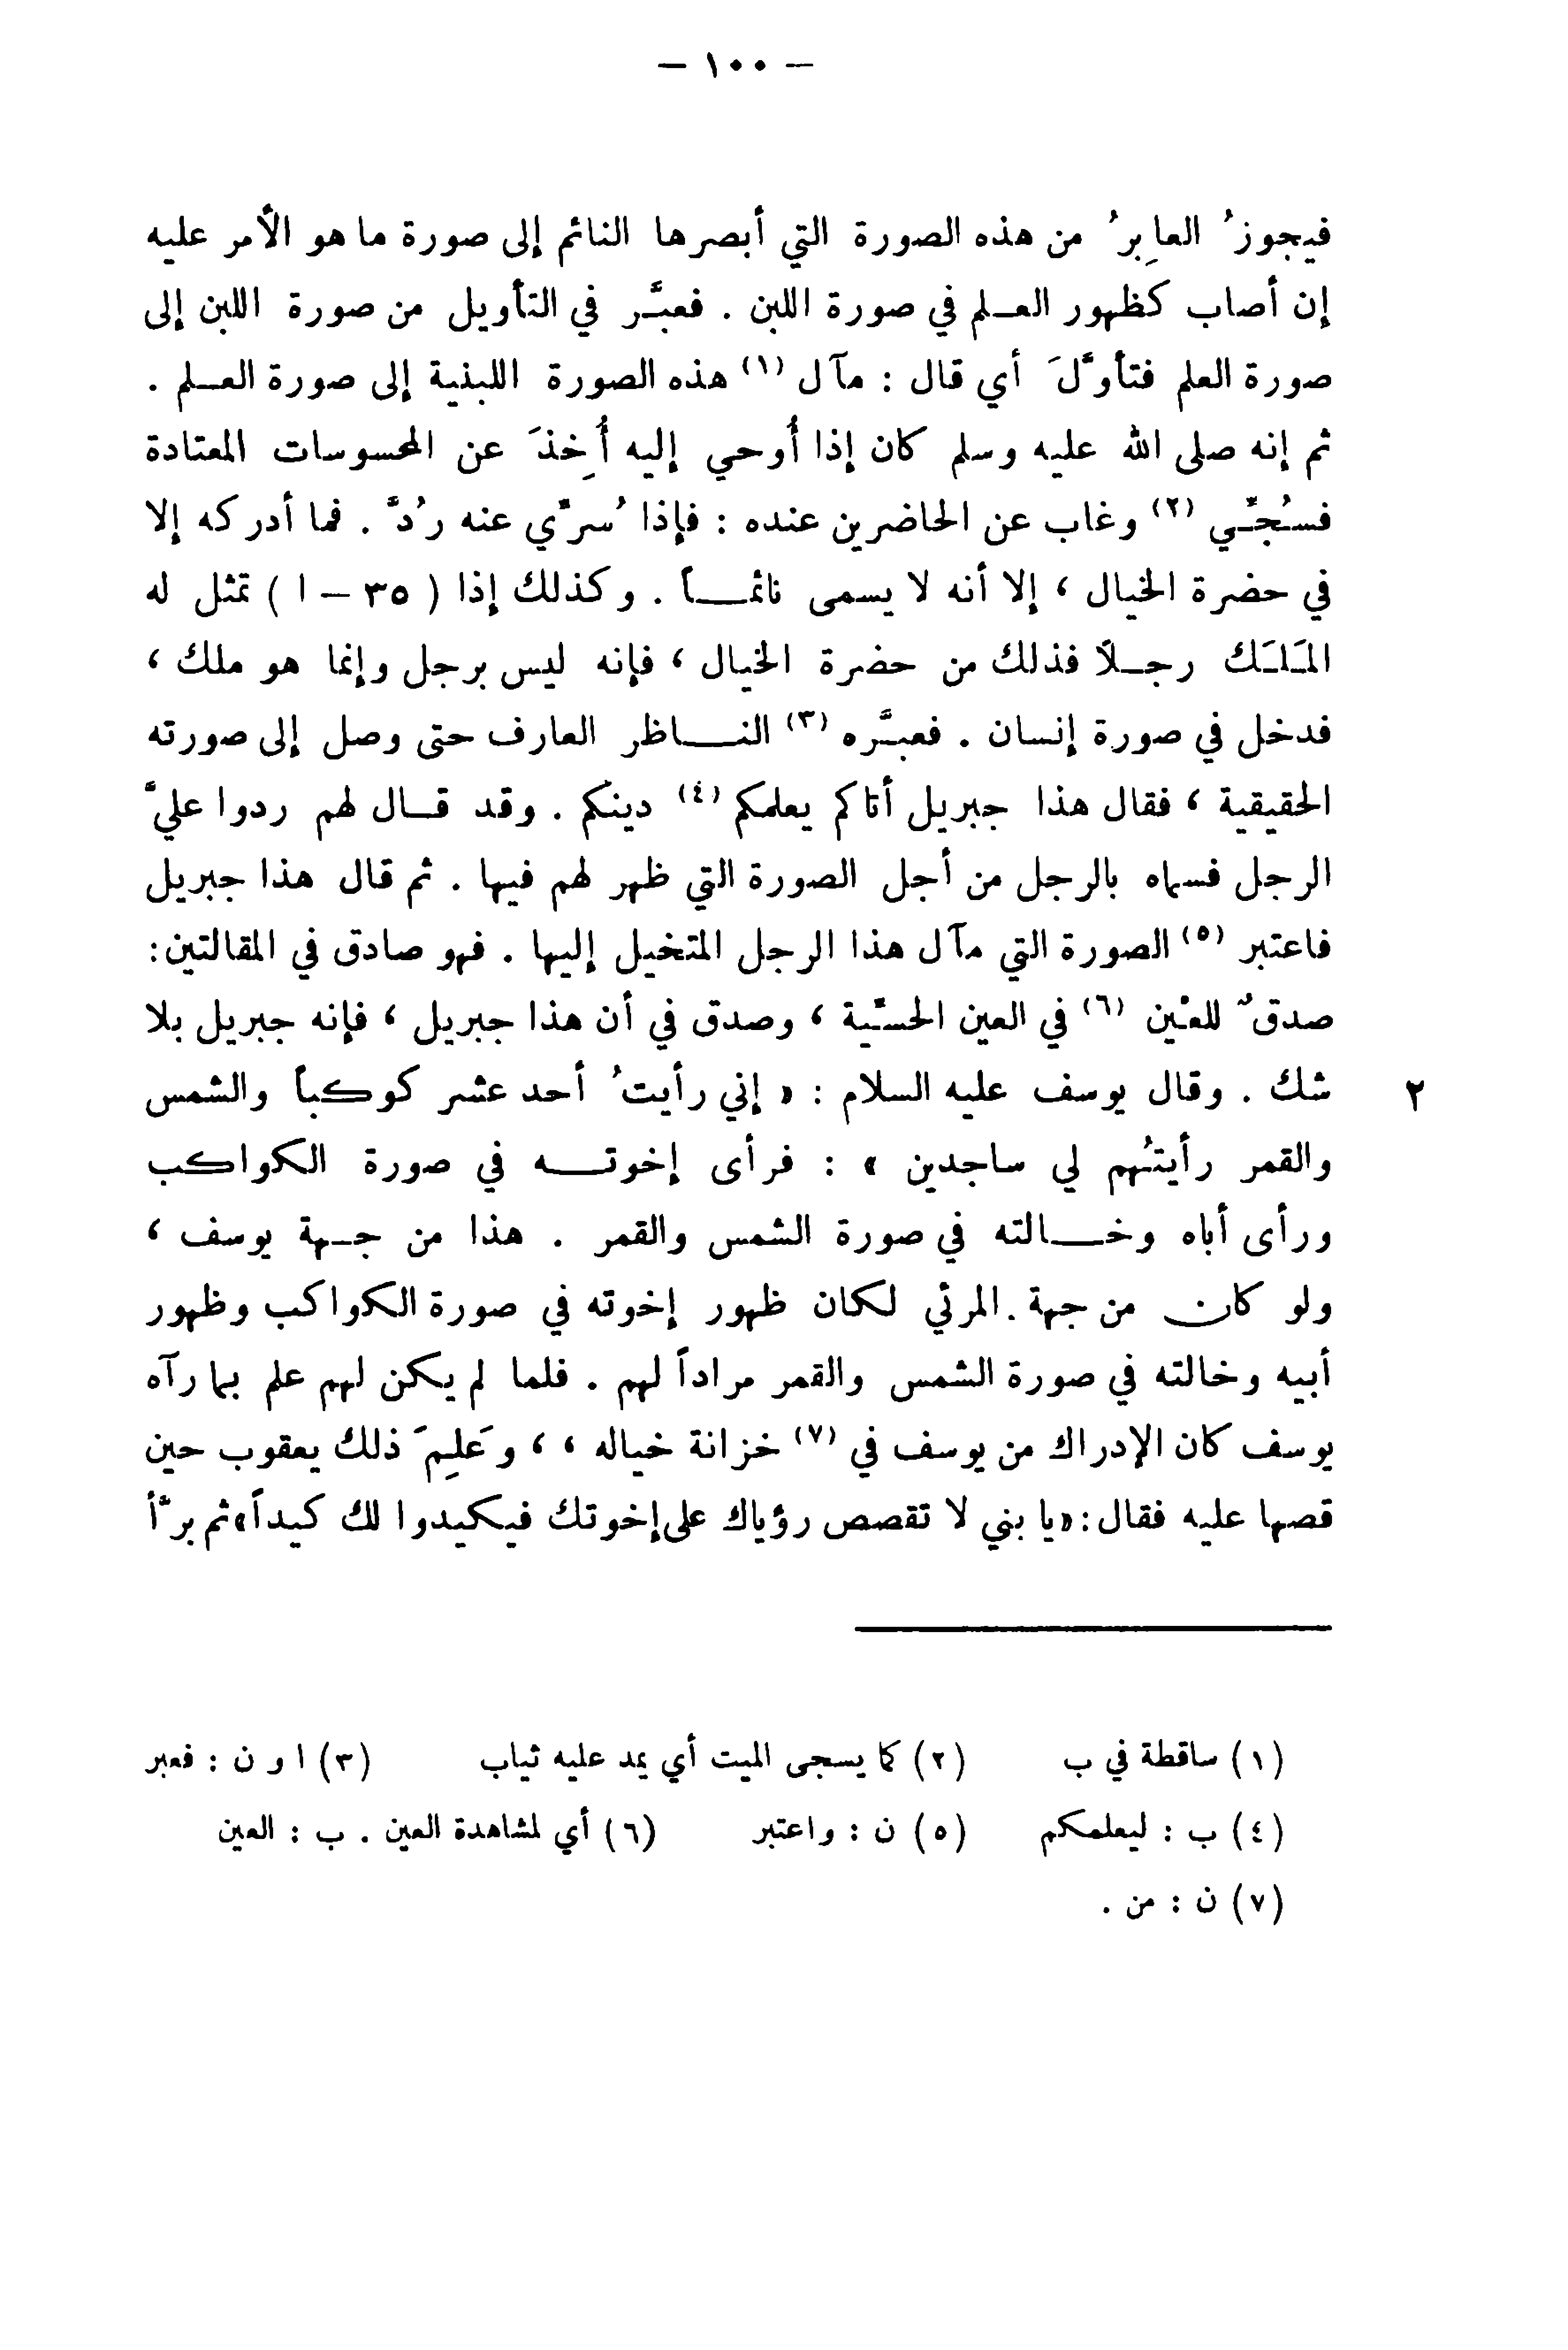 — ١٠٠ —
فيجوزُ العابِرُ من هذه الصورة التي أبصرها النائم إلى صورة ما هو الأمر عليه
إن أصاب كظهور العلم في صورة اللبن . فعبَّر في التأويل من صورة اللبن إلى
صورة العلم فتأوَّلَ أي قال : مآل (١) هذه الصورة اللبنية إلى صورة العلم .
ثم إنه صلى الله عليه وسلم كان إذا أُوحي إليه أُخِذَ عن المحسوسات المعتادة
فسُجِّي (٢) وغاب عن الحاضرين عنده : فإذا سُرِّي عنه رُدَّ . فما أدركه إلا
في حضرة الخيال ، إلا أنه لا يسمى نائماً . وكذلك إذا ( ٣٥ – ا ) تمثل له
المَلَك رجلاً فذلك من حضرة الخيال ، فإنه ليس برجل وإنما هو ملك ،
فدخل في صورة إنسان . فعبَّره (٣) الناظر العارف حتى وصل إلى صورته
الحقيقية ، فقال هذا جبريل أتاكم يعلمكم (٤) دينكم . وقد قال لهم ردوا عليَّ
الرجل فسماه بالرجل من أجل الصورة التي ظهر لهم فيها . ثم قال هذا جبريل
فاعتبر (٥) الصورة التي مآل هذا الرجل المتخيل إليها . فهو صادق في المقالتين :
صدقٌ للعيْن (٦) في العين الحسِّية ، وصدق في أن هذا جبريل ، فإنه جبريل بلا
شك . وقال يوسف عليه السلام : « إني رأيتُ أحد عشر كوكباً والشمس ٢
والقمر رأيتُهم لي ساجدين » : فرأى إخوته في صورة الكواكب
ورأى أباه وخالته في صورة الشمس والقمر . هذا من جهة يوسف ،
ولو كان من جهة المرئي لكان ظهور إخوته في صورة الكواكب وظهور
أبيه وخالته في صورة الشمس والقمر مراداً لهم . فلما لم يكن لهم علم بما رآه
يوسف كان الإدراك من يوسف في (٧) خزانة خياله ، ، وعَلِمَ ذلك يعقوب حين
قصها عليه فقال : «يا بني لا تقصص رؤياك على إخوتك فيكيدوا لك كيداً» ثم برَّأ
(١) ساقطة في ب (٢) كما يسجى الميت أي يمد عليه ثياب (٣) ا و ن : فعبر
(٤) ب : ليعلمكم (٥) ن : واعتبر (٦) أي لمشاهدة العين . ب : العين
(٧) ن : من .